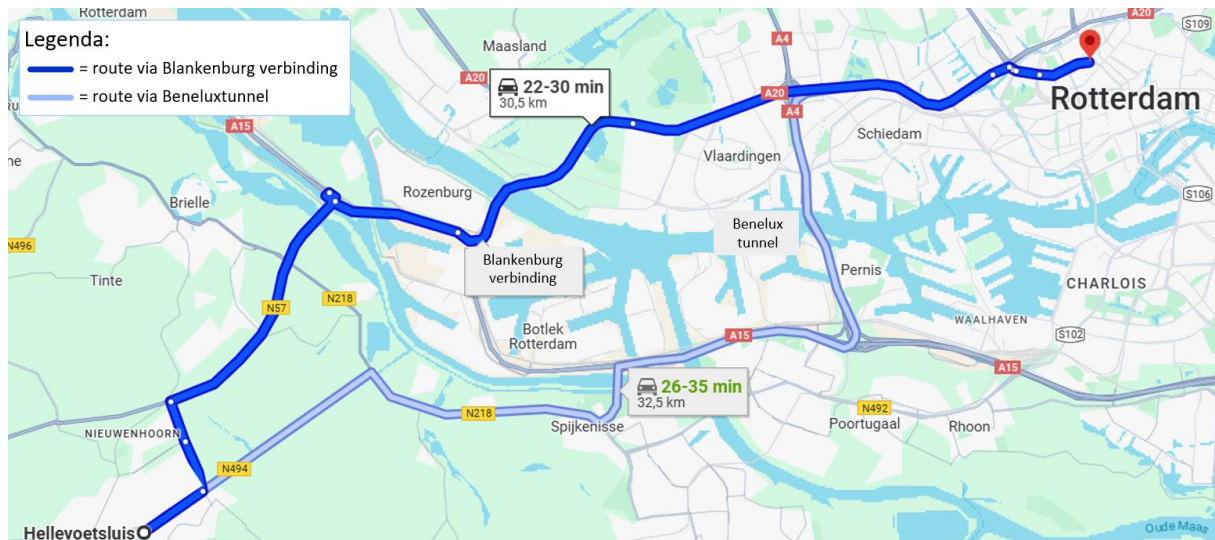 Rotterdam
S109
A20
Legenda:
= route via Blankenburg verbinding
= route via Beneluxtunnel
A4
Maasland
A20
22-30 min
30,5 km
A20
A4
Rotterdam
A15
Schiedam
Vlaardingen
Rozenburg
Brielle
S106
N496
Benelux
tunnel
Blankenburg
verbinding
Pernis
Tinte
CHARLOIS
N218
N57
WAALHAVEN
Botlek
Rotterdam
A15
S102
A15
26-35 min
32,5 km
N218
N492
Spijkenisse
Poortugaal
Rhoon
NIEUWENHOORN
N494
Hellevoetsluis
Oude Maas